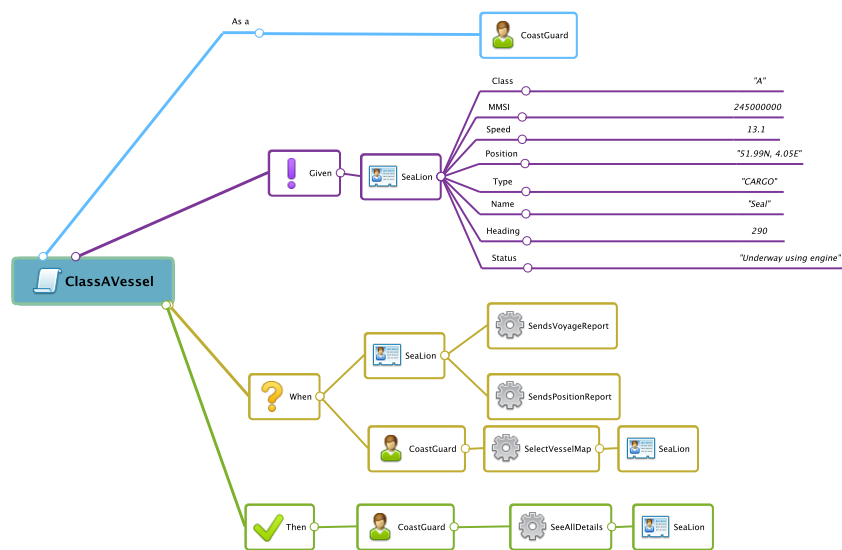 As a
CoastGuard
Class "A"
MMSI 245000000
Speed 13.1
Position "51.99N, 4.05E"
Given SeaLion
Type "CARGO"
Name "Seal"
Heading 290
Status "Underway using engine"
ClassAVessel
SendsVoyageReport
SeaLion
When SendsPositionReport
CoastGuard SelectVesselMap SeaLion
Then CoastGuard SeeAllDetails SeaLion